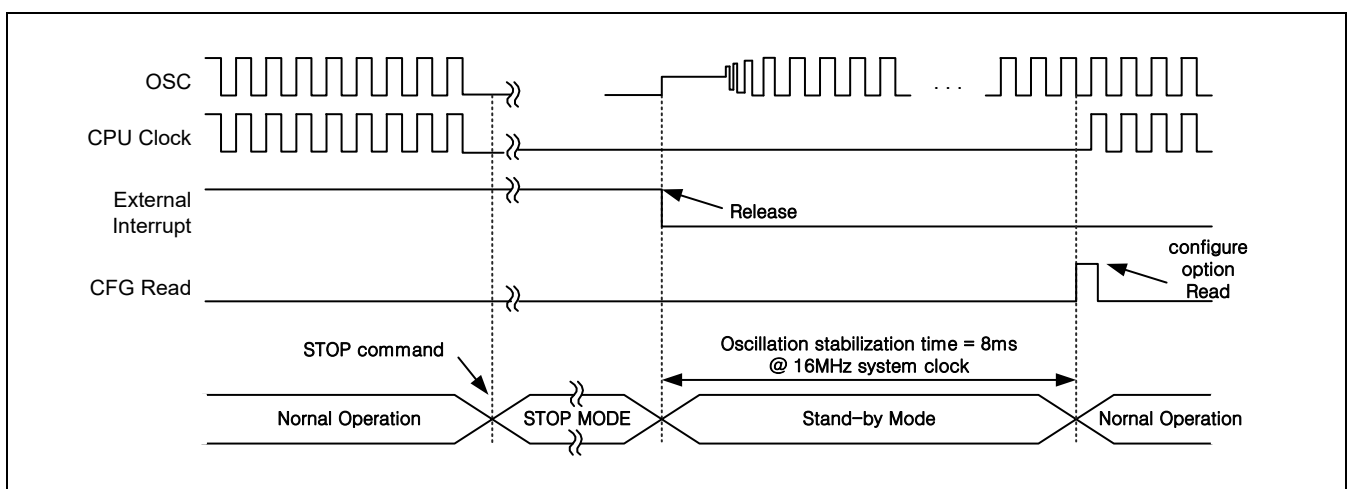 OSC
CPU Clock
External
Interrupt
Release
CFG Read
configure
option
Read
STOP command
Oscillation stabilization time = 8ms
@ 16MHz system clock
Nornal Operation
STOP MODE
Stand-by Mode
Nornal Operation
. . .